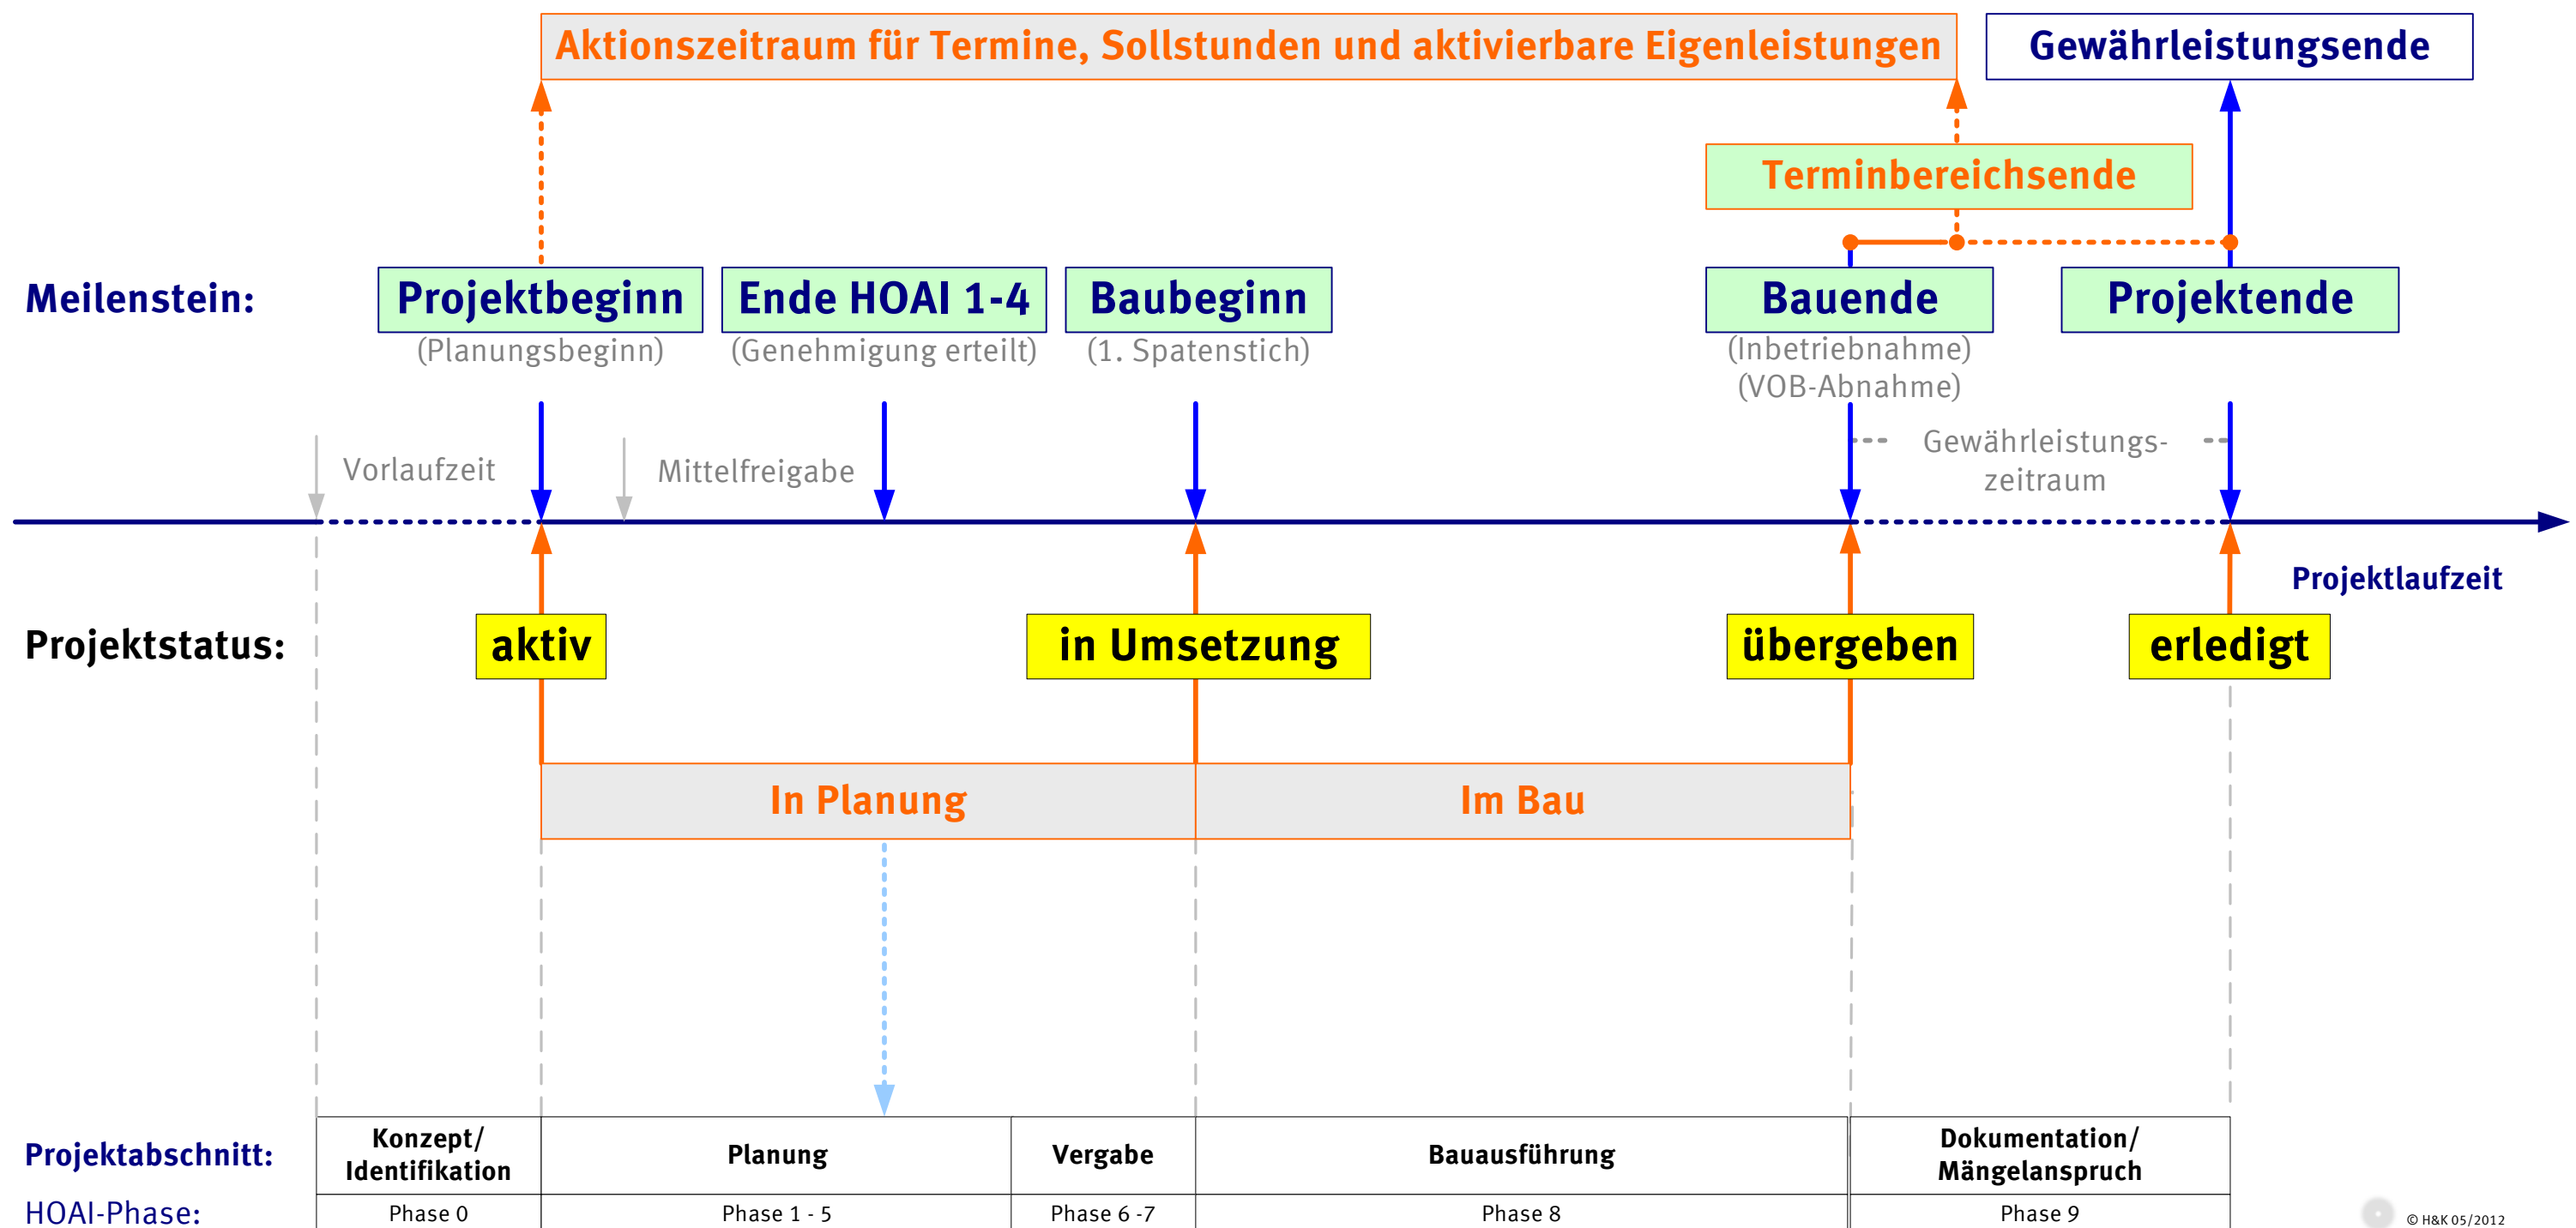 Aktionszeitraum für Termine, Sollstunden und aktivierbare Eigenleistungen
Gewährleistungsende
Terminbereichsende
Meilenstein:
Projektbeginn
(Planungsbeginn)
Ende HOAI 1-4
(Genehmigung erteilt)
Baubeginn
(1. Spatenstich)
Bauende
(Inbetriebnahme)
(VOB-Abnahme)
Projektende
Vorlaufzeit
Mittelfreigabe
Gewährleistungs-
zeitraum
Projektlaufzeit
Projektstatus:
aktiv
in Umsetzung
übergeben
erledigt
In Planung
Im Bau
Projektabschnitt:
Konzept/
Identifikation
Planung
Vergabe
Bauausführung
Dokumentation/
Mängelanspruch
HOAI-Phase:
Phase 0
Phase 1 - 5
Phase 6 -7
Phase 8
Phase 9
© H&K 05/2012